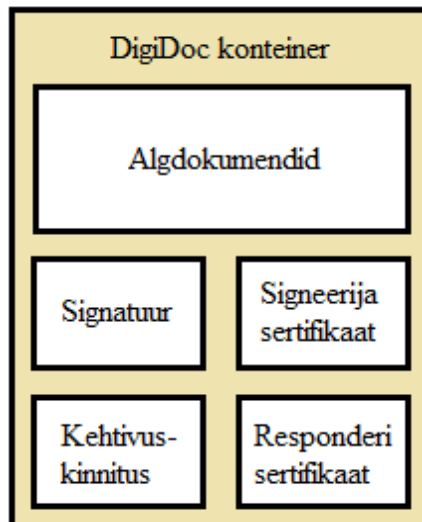 DigiDoc konteiner
Algdokumendid
Signatuur
Signeerija
sertifikaat
Kehtivus-
kinnitus
Responderi
sertifikaat